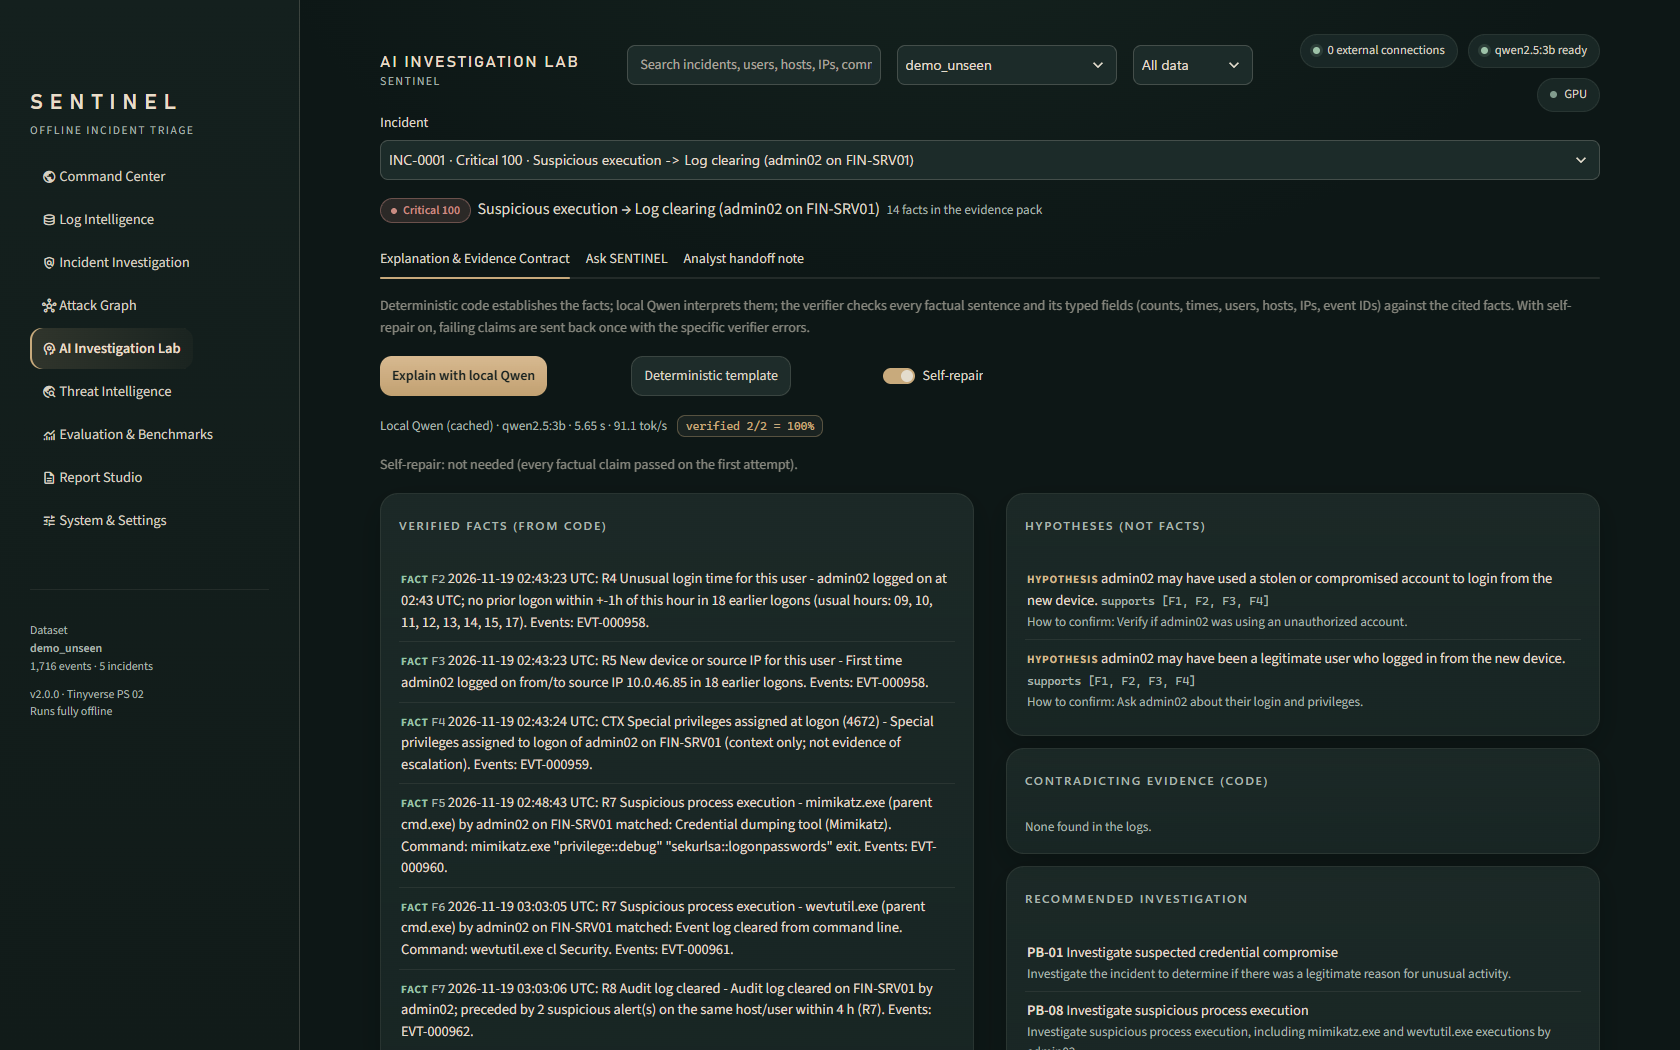 SENTINEL
OFFLINE INCIDENT TRIAGE
Command Center
Log Intelligence
Incident Investigation
Attack Graph
AI Investigation Lab
Threat Intelligence
Evaluation & Benchmarks
Report Studio
System & Settings
Dataset
demo_unseen
1,716 events · 5 incidents
v2.0.0 · Tinyverse PS 02
Runs fully offline
AI INVESTIGATION LAB
SENTINEL
Search incidents, users, hosts, IPs, comr
demo_unseen
All data
0 external connections
qwen2.5:3b ready
GPU
Incident
INC-0001 · Critical 100 · Suspicious execution -> Log clearing (admin02 on FIN-SRV01)
Critical 100 Suspicious execution → Log clearing (admin02 on FIN-SRV01) 14 facts in the evidence pack
Explanation & Evidence Contract Ask SENTINEL Analyst handoff note
Deterministic code establishes the facts; local Qwen interprets them; the verifier checks every factual sentence and its typed fields (counts, times, users, hosts, IPs, event IDs) against the cited facts. With self-
repair on, failing claims are sent back once with the specific verifier errors.
Explain with local Qwen
Deterministic template
Self-repair
Local Qwen (cached) · qwen2.5:3b · 5.65 s · 91.1 tok/s verified 2/2 = 100%
Self-repair: not needed (every factual claim passed on the first attempt).
VERIFIED FACTS (FROM CODE)
FACT F2 2026-11-19 02:43:23 UTC: R4 Unusual login time for this user - admin02 logged on at
02:43 UTC; no prior logon within +-1h of this hour in 18 earlier logons (usual hours: 09, 10,
11, 12, 13, 14, 15, 17). Events: EVT-000958.
FACT F3 2026-11-19 02:43:23 UTC: R5 New device or source IP for this user - First time
admin02 logged on from/to source IP 10.0.46.85 in 18 earlier logons. Events: EVT-000958.
FACT F4 2026-11-19 02:43:24 UTC: CTX Special privileges assigned at logon (4672) - Special
privileges assigned to logon of admin02 on FIN-SRV01 (context only; not evidence of
escalation). Events: EVT-000959.
FACT F5 2026-11-19 02:48:43 UTC: R7 Suspicious process execution - mimikatz.exe (parent
cmd.exe) by admin02 on FIN-SRV01 matched: Credential dumping tool (Mimikatz).
Command: mimikatz.exe "privilege::debug" "sekurlsa::logonpasswords" exit. Events: EVT-
000960.
FACT F6 2026-11-19 03:03:05 UTC: R7 Suspicious process execution - wevtutil.exe (parent
cmd.exe) by admin02 on FIN-SRV01 matched: Event log cleared from command line.
Command: wevtutil.exe cl Security. Events: EVT-000961.
FACT F7 2026-11-19 03:03:06 UTC: R8 Audit log cleared - Audit log cleared on FIN-SRV01 by
admin02; preceded by 2 suspicious alert(s) on the same host/user within 4 h (R7). Events:
EVT-000962.
HYPOTHESES (NOT FACTS)
HYPOTHESIS admin02 may have used a stolen or compromised account to login from the
new device. supports [F1, F2, F3, F4]
How to confirm: Verify if admin02 was using an unauthorized account.
HYPOTHESIS admin02 may have been a legitimate user who logged in from the new device.
supports [F1, F2, F3, F4]
How to confirm: Ask admin02 about their login and privileges.
CONTRADICTING EVIDENCE (CODE)
None found in the logs.
RECOMMENDED INVESTIGATION
PB-01 Investigate suspected credential compromise
Investigate the incident to determine if there was a legitimate reason for unusual activity.
PB-08 Investigate suspicious process execution
Investigate suspicious process execution, including mimikatz.exe and wevtutil.exe executions by